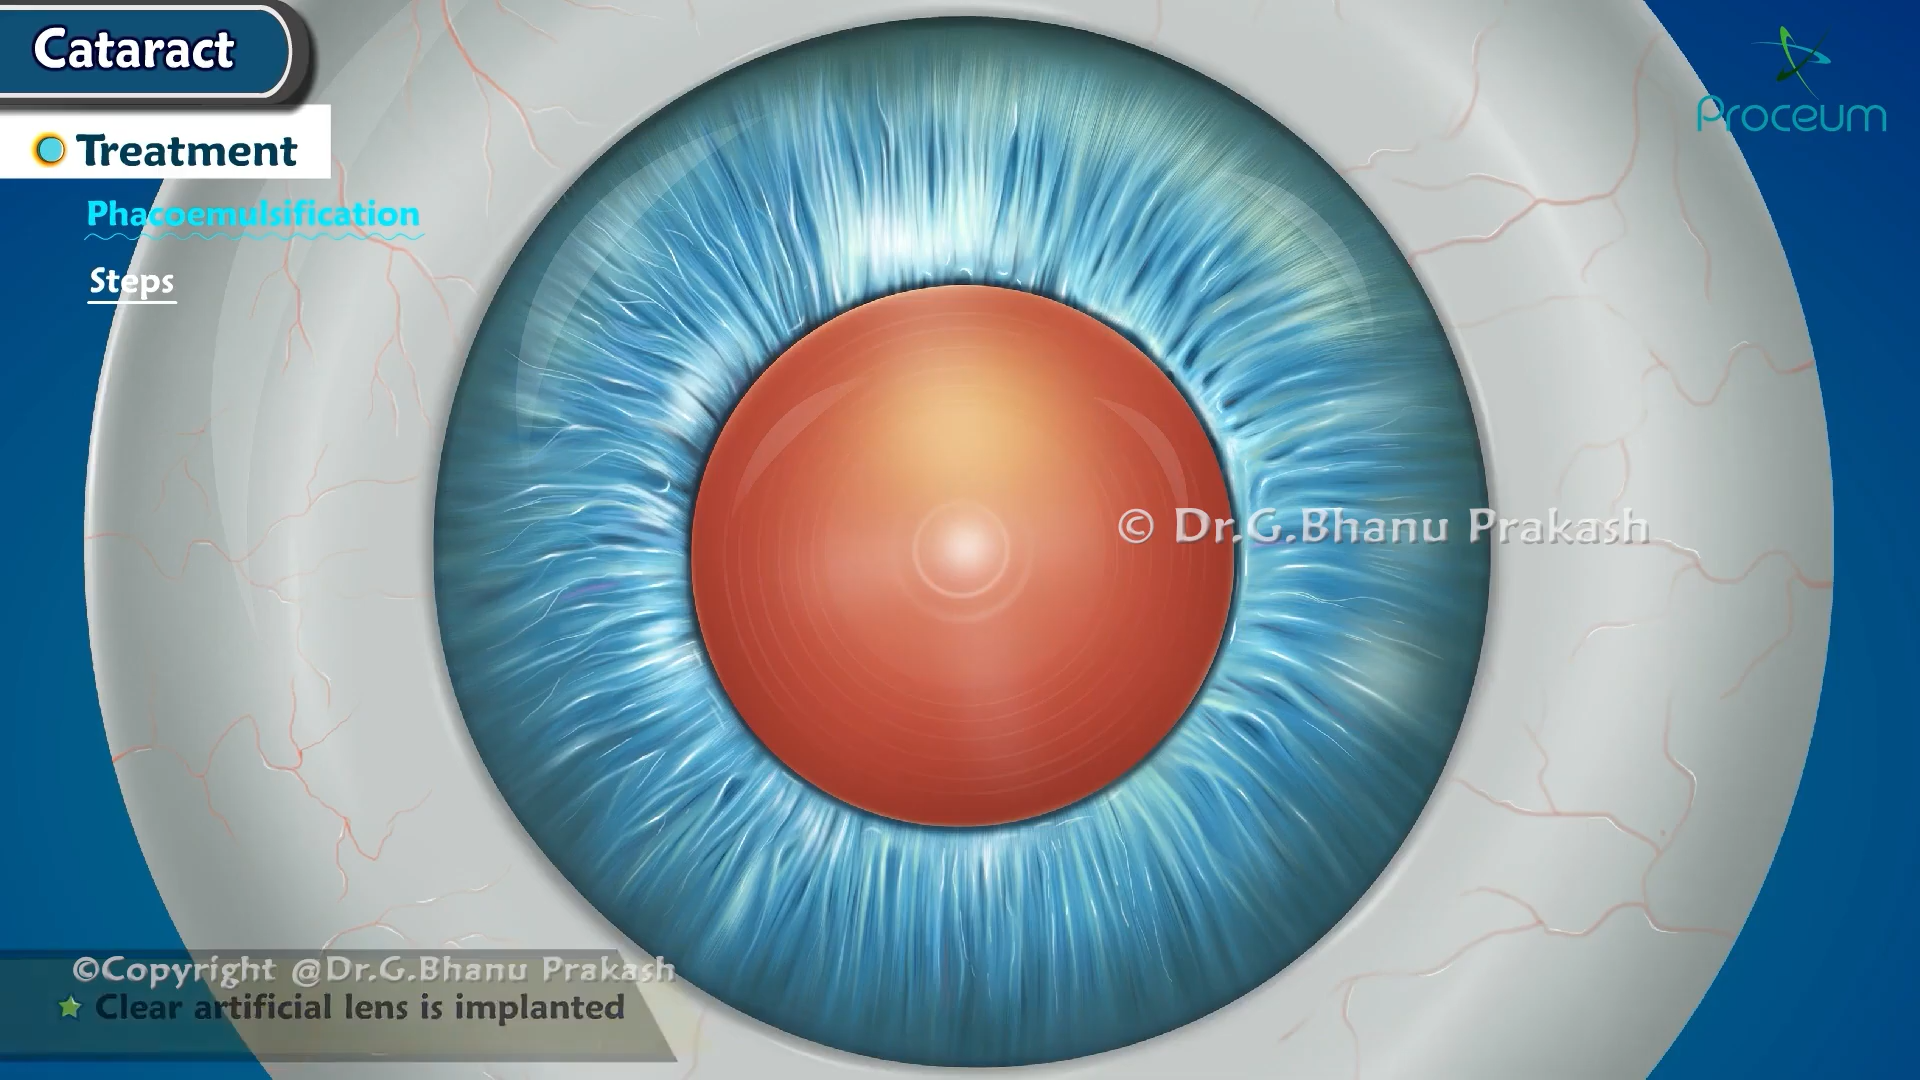 Cataract
Proceum
Treatment
Phacoemulsification
Steps
© Dr.G.Bhanu Prakash
©Copyright @Dr.G.Bhanu Prakash
Clear artificial lens is implanted